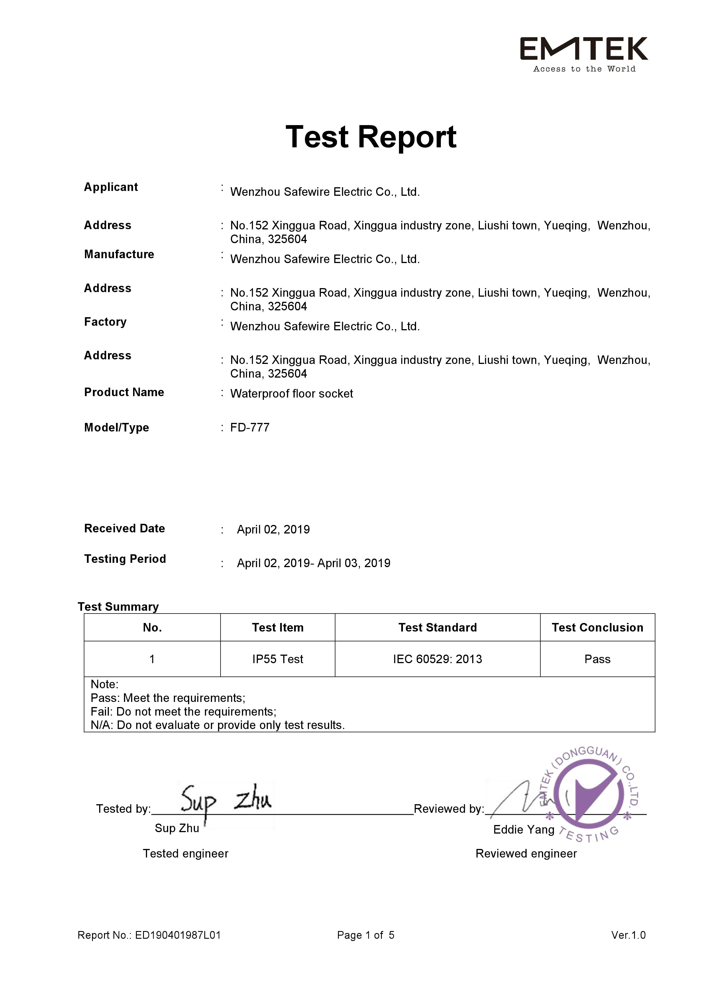 EMTEK
Access to the World
Test Report
Applicant : Wenzhou Safewire Electric Co., Ltd.
Address : No.152 Xinggua Road, Xinggua industry zone, Liushi town, Yueqing, Wenzhou,
China, 325604
Manufacture : Wenzhou Safewire Electric Co., Ltd.
Address : No.152 Xinggua Road, Xinggua industry zone, Liushi town, Yueqing, Wenzhou,
China, 325604
Factory : Wenzhou Safewire Electric Co., Ltd.
Address : No.152 Xinggua Road, Xinggua industry zone, Liushi town, Yueqing, Wenzhou,
China, 325604
Product Name : Waterproof floor socket
Model/Type : FD-777
Received Date : April 02, 2019
Testing Period : April 02, 2019- April 03, 2019
Test Summary
No. Test Item Test Standard Test Conclusion
1 IP55 Test IEC 60529: 2013 Pass
Note:
Pass: Meet the requirements;
Fail: Do not meet the requirements;
N/A: Do not evaluate or provide only test results.
EMTEK (DONGGUAN) CO.,LTD.
Tested by: Sup Zhu Reviewed by:
Sup Zhu Eddie Yang
* TESTING *
Tested engineer Reviewed engineer
Report No.: ED190401987L01 Page 1 of 5 Ver.1.0